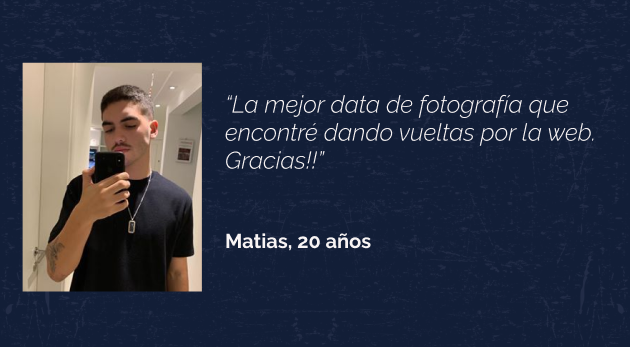 “La mejor data de fotografía que
encontré dando vueltas por la web.
Gracias!!”
Matias, 20 años